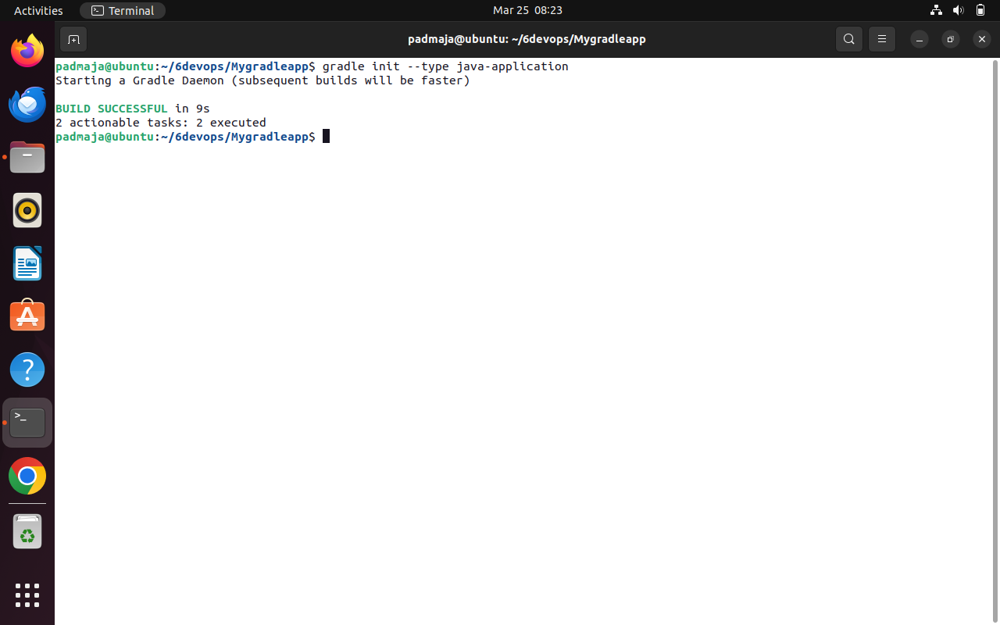 Activities
Terminal
Mar 25 08:23
padmaja@ubuntu: ~/6devops/Mygradleapp
padmaja@ubuntu:~/6devops/Mygradleapp$ gradle init --type java-application
Starting a Gradle Daemon (subsequent builds will be faster)
BUILD SUCCESSFUL in 9s
2 actionable tasks: 2 executed
padmaja@ubuntu:~/6devops/Mygradleapp$